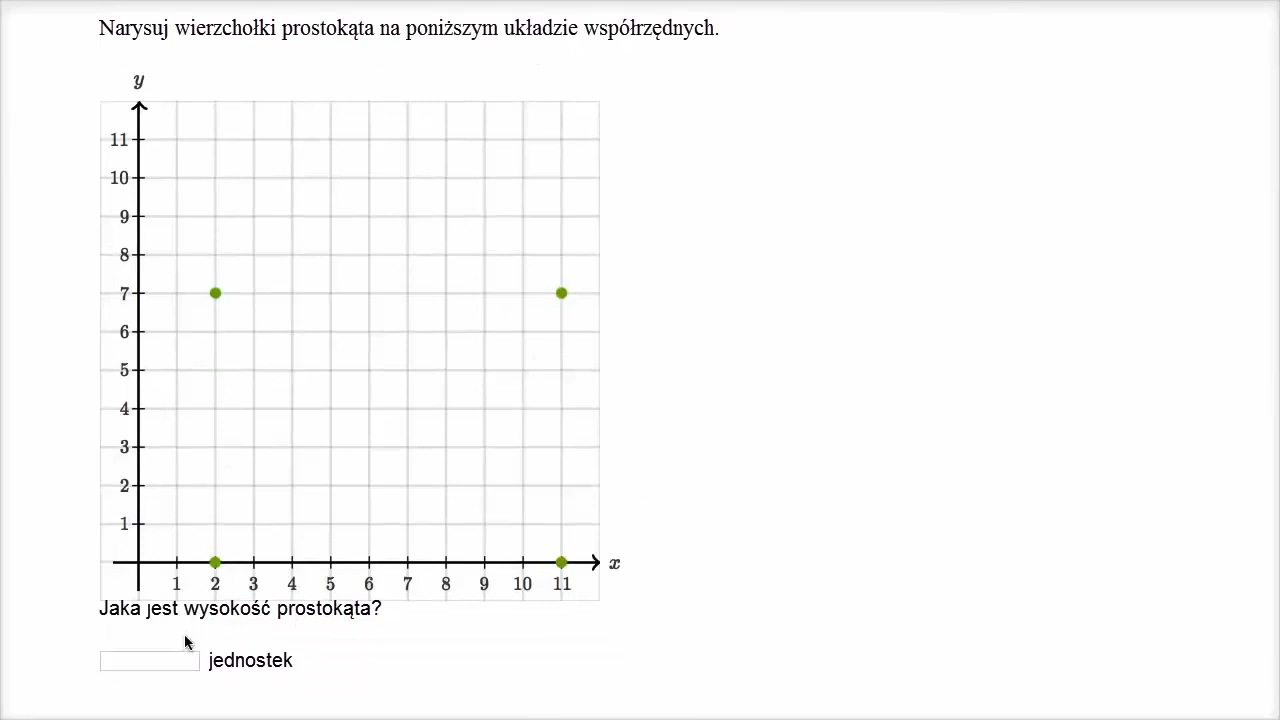 Narysuj wierzchołki prostokąta na poniższym układzie współrzędnych.
y
11
10
9
8
7
6
5
4
3
2
1
x
1 2 3 4 5 6 7 8 9 10 11
Jaka jest wysokość prostokąta?
jednostek